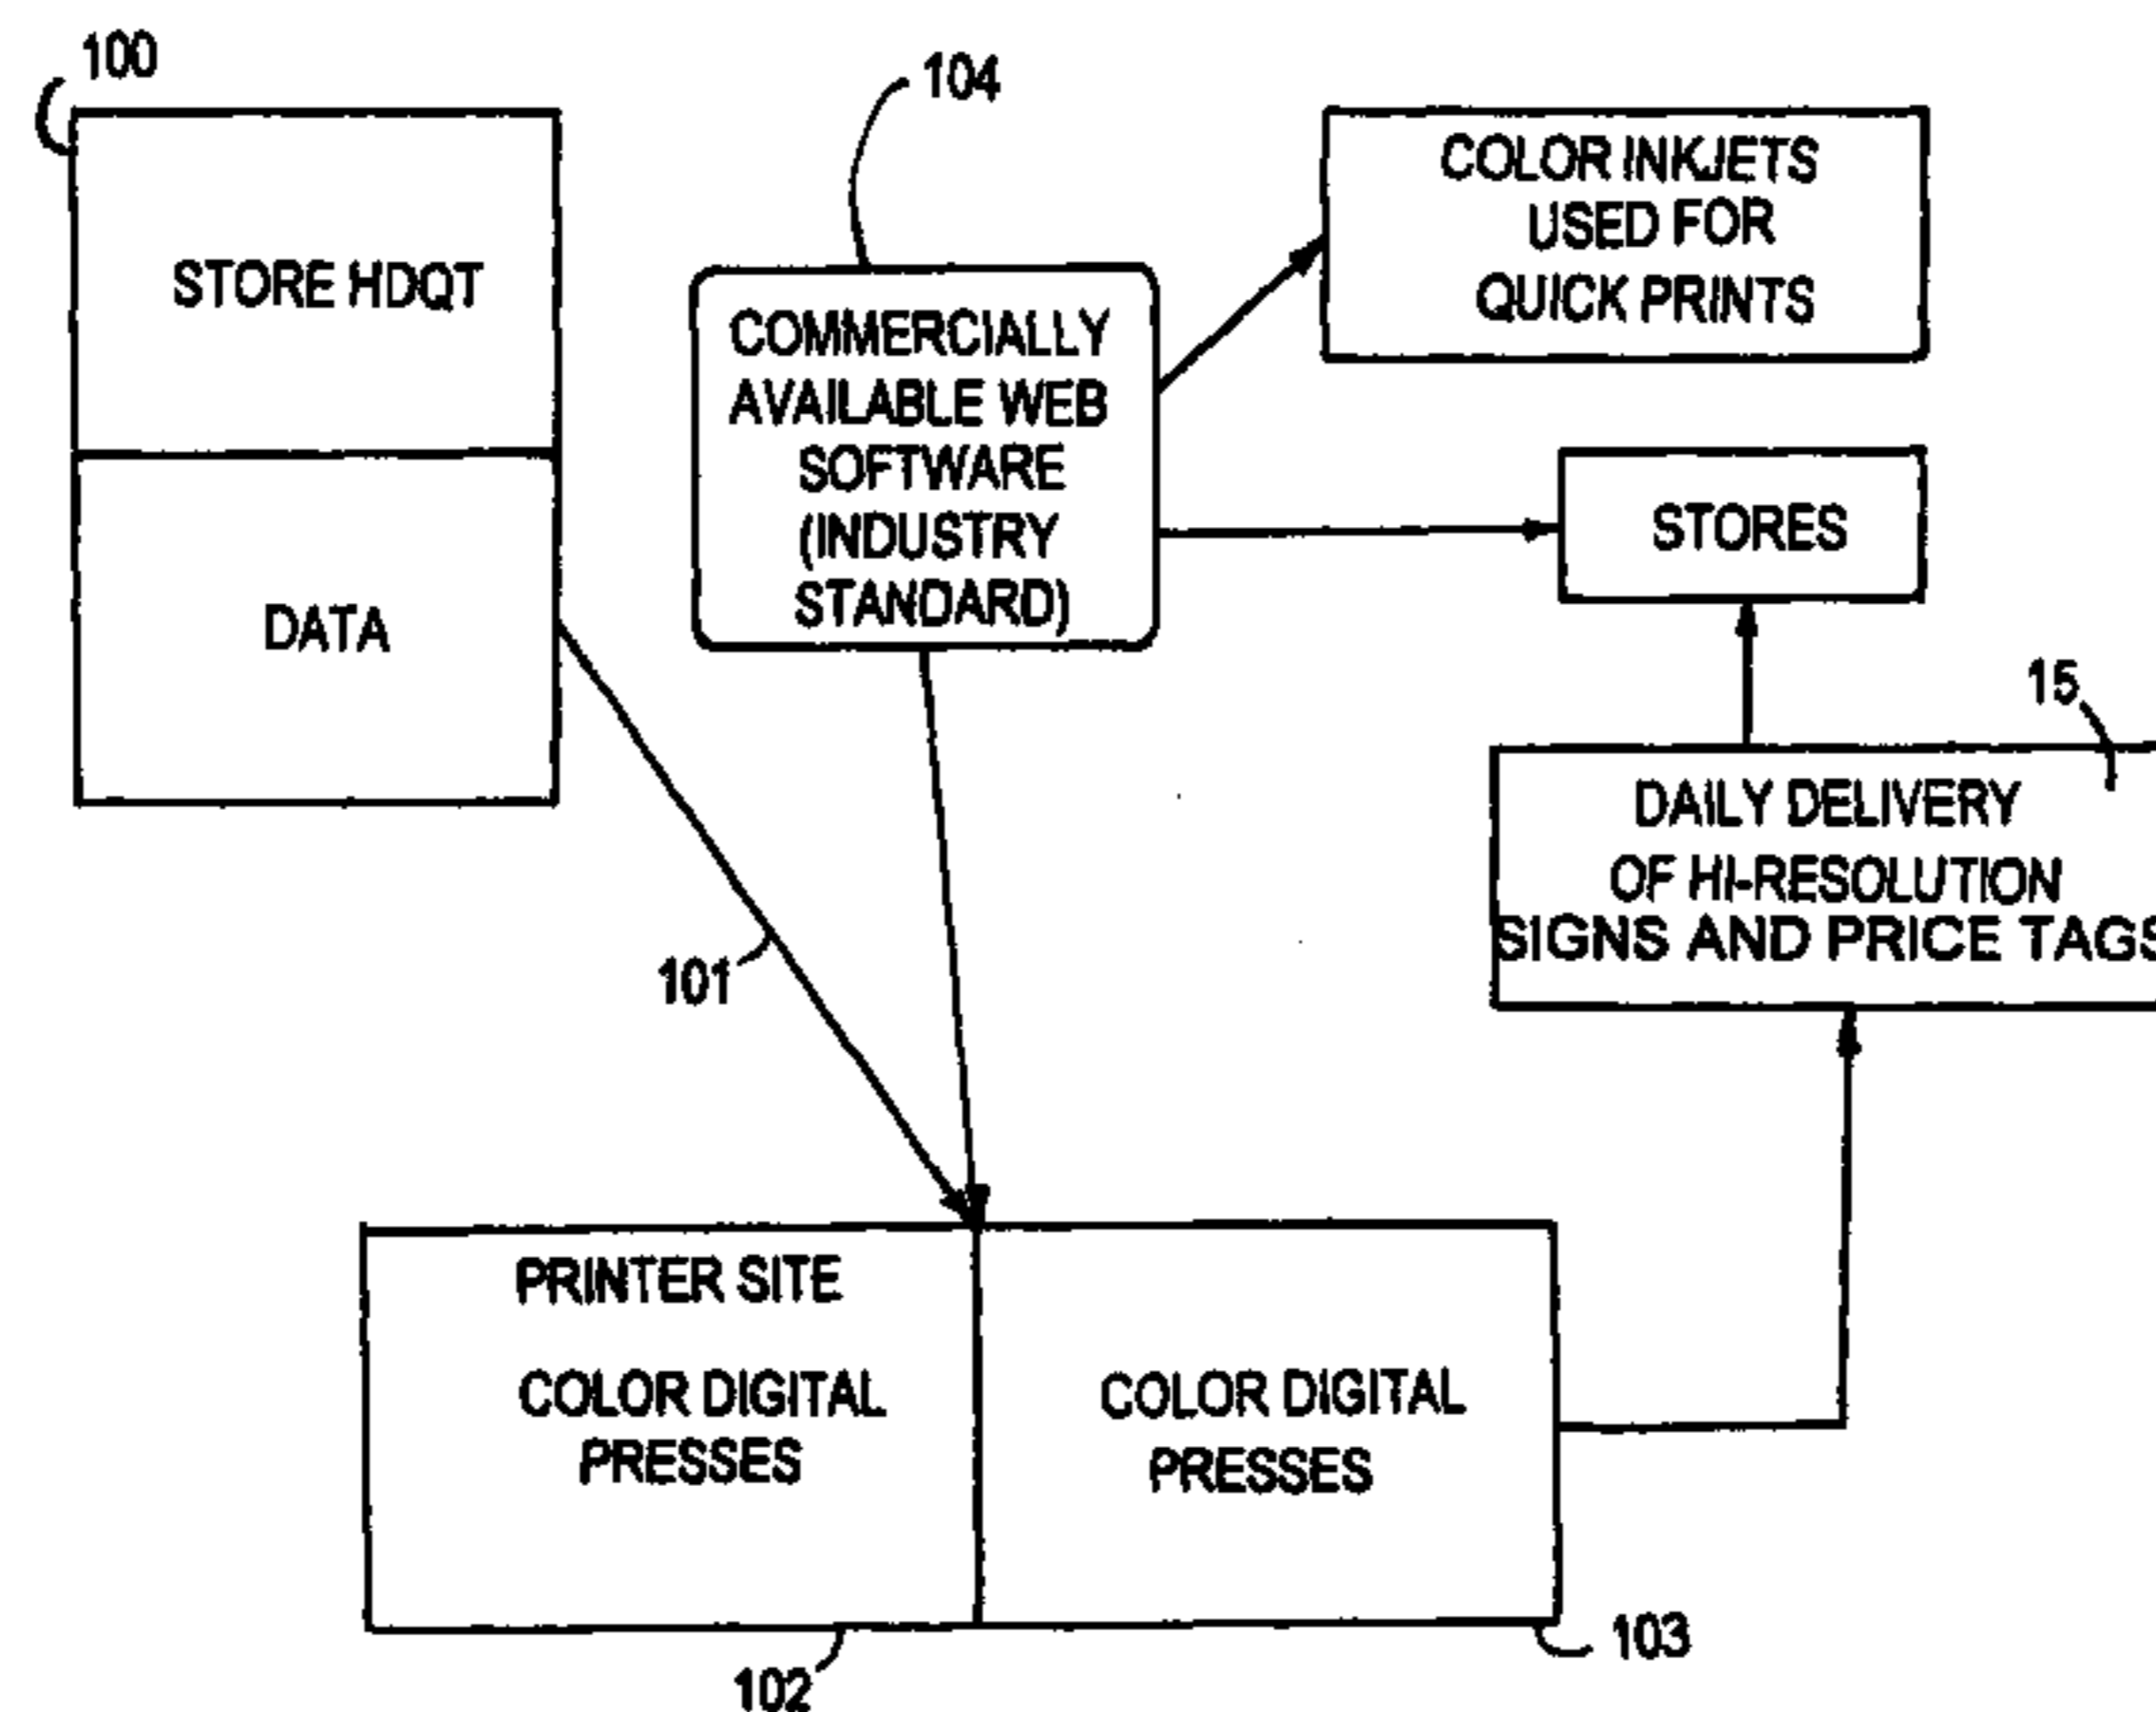 100
STORE HDQT
DATA
104
COMMERCIALLY
AVAILABLE WEB
SOFTWARE
(INDUSTRY
STANDARD)
COLOR INKJETS
USED FOR
QUICK PRINTS
STORES
15
DAILY DELIVERY
OF HI-RESOLUTION
SIGNS AND PRICE TAGS
101
PRINTER SITE
COLOR DIGITAL
PRESSES
COLOR DIGITAL
PRESSES
102
103